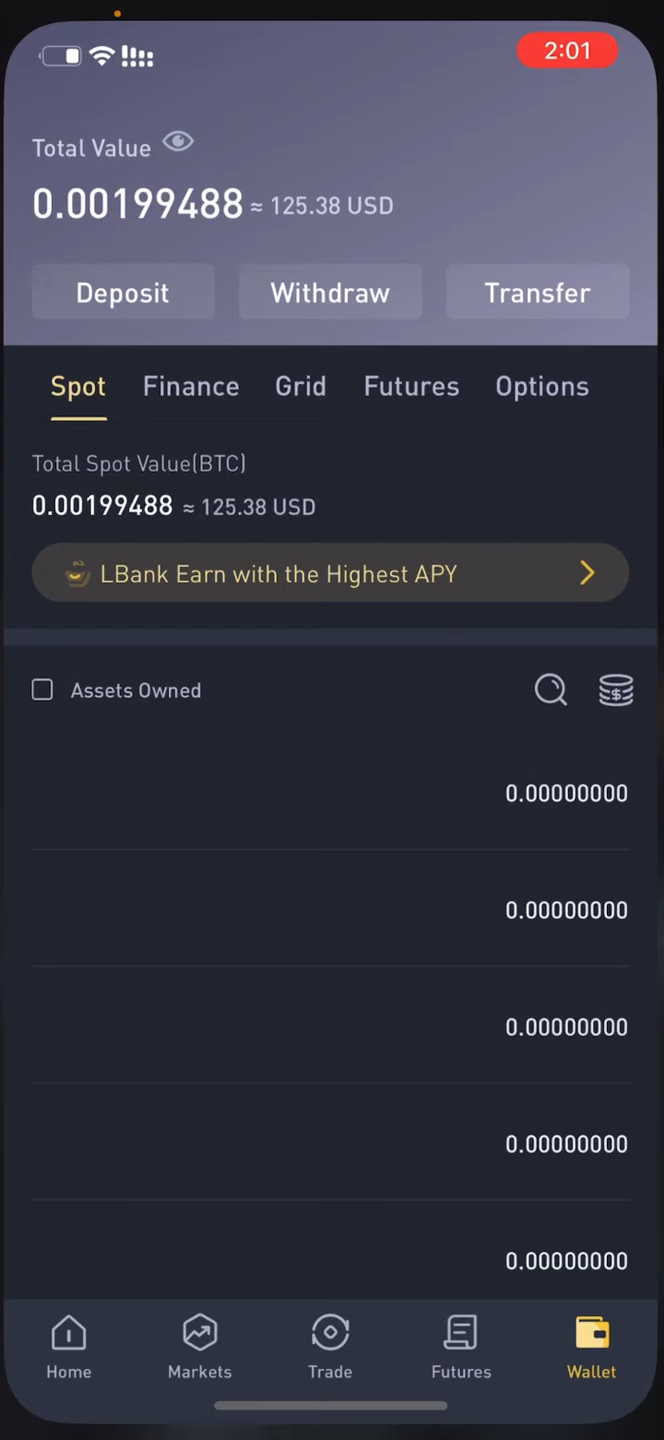 2:01
Total Value
0.00199488 ≈ 125.38 USD
Deposit Withdraw Transfer
Spot Finance Grid Futures Options
Total Spot Value(BTC)
0.00199488 ≈ 125.38 USD
LBank Earn with the Highest APY
Assets Owned
0.00000000
0.00000000
0.00000000
0.00000000
0.00000000
Home Markets Trade Futures Wallet